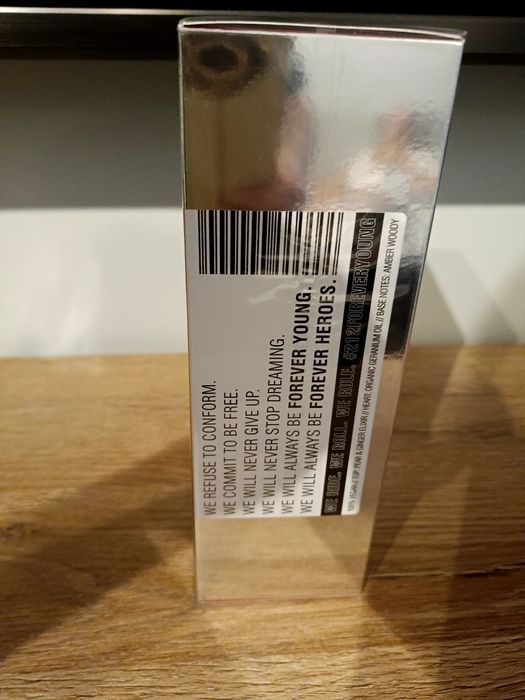 WE REFUSE TO CONFORM.
WE COMMIT TO BE FREE.
WE WILL NEVER GIVE UP.
WE WILL NEVER STOP DREAMING.
WE WILL ALWAYS BE FOREVER YOUNG.
WE WILL ALWAYS BE FOREVER HEROES.
WE RIDE. WE ROLL. WE RULE. #212FOREVERYOUNG
100% VEGAN // TOP: PEAR & GINGER ELIXIR // HEART: ORGANIC GERANIUM OIL // BASE NOTES: AMBER WOODY